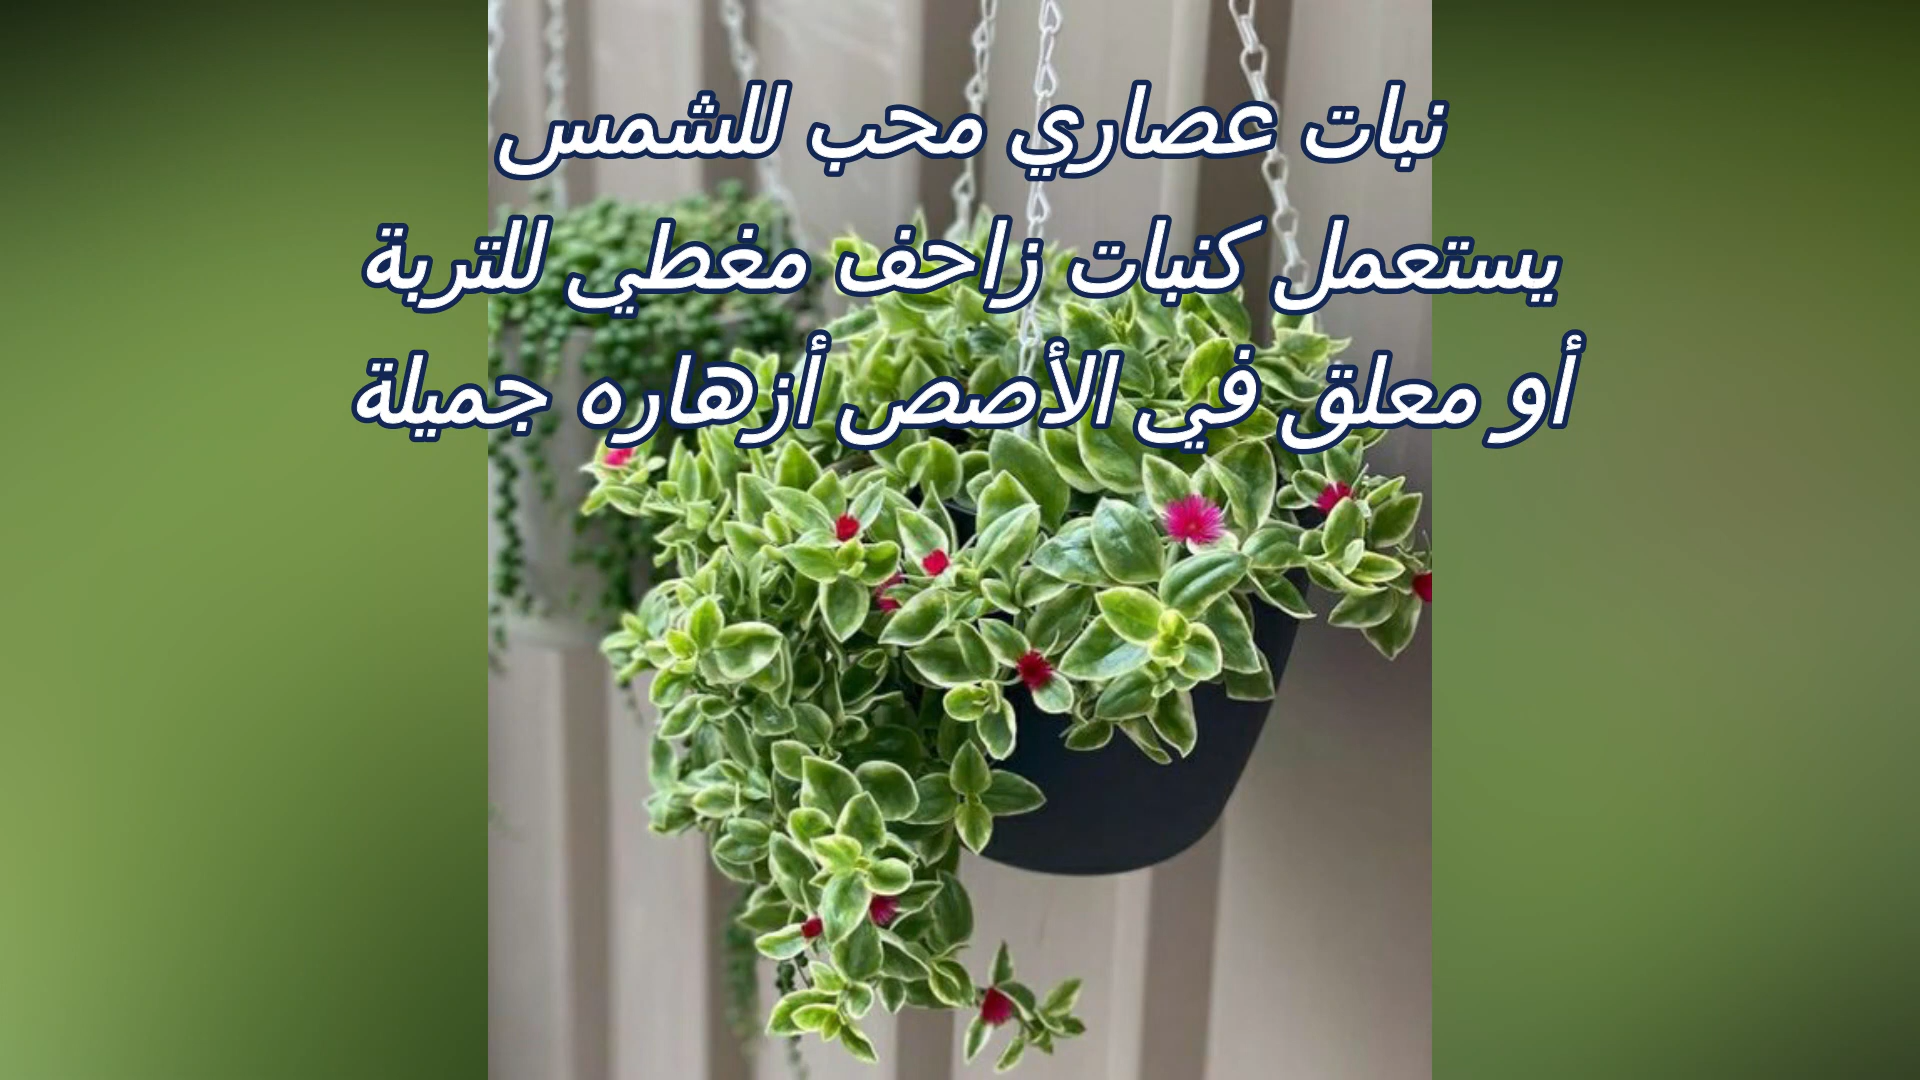 نبات عصاري محب للشمس
يستعمل كنبات زاحف مغطي للتربة
أو معلق في الأصص أزهاره جميلة